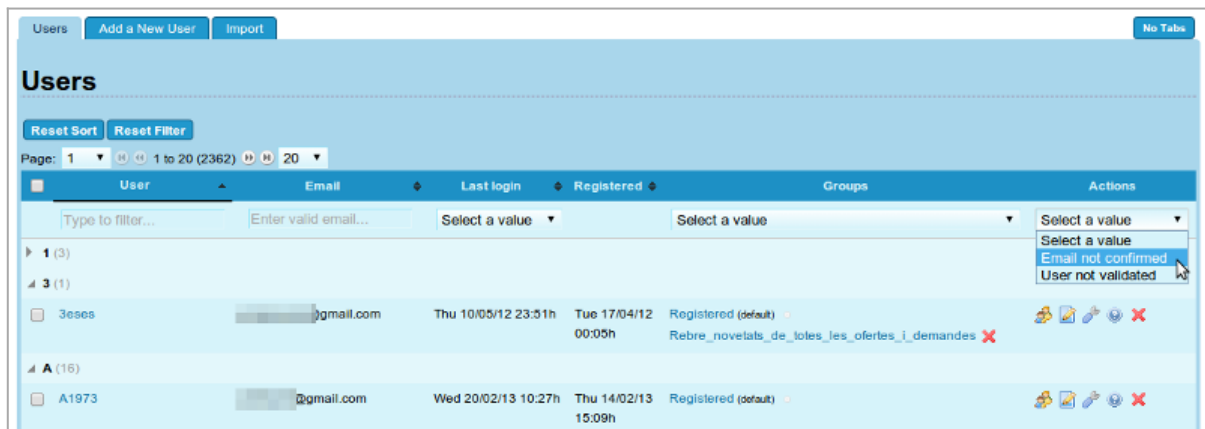 Users Add a New User Import No Tabs
Users
Reset Sort Reset Filter
Page: 1 1 to 20 (2362) 20
User Email Last login Registered Groups Actions
Type to filter... Enter valid email... Select a value Select a value Select a value
Select a value
1 (3) Email not confirmed
User not validated
3 (1)
3eses @gmail.com Thu 10/05/12 23:51h Tue 17/04/12 Registered (default)
00:05h Rebre_novetats_de_totes_les_ofertes_i_demandes
A (16)
A1973 @gmail.com Wed 20/02/13 10:27h Thu 14/02/13 Registered (default)
15:09h